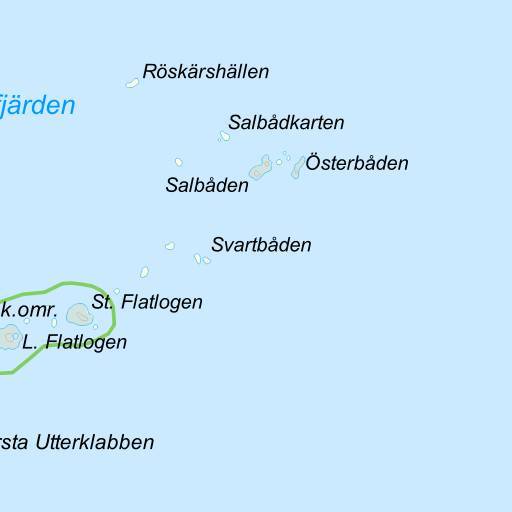 Röskärshällen
fjärden
Salbådkarten
Österbåden
Salbåden
Svartbåden
k.omr.
St. Flatlogen
L. Flatlogen
rsta Utterklabben